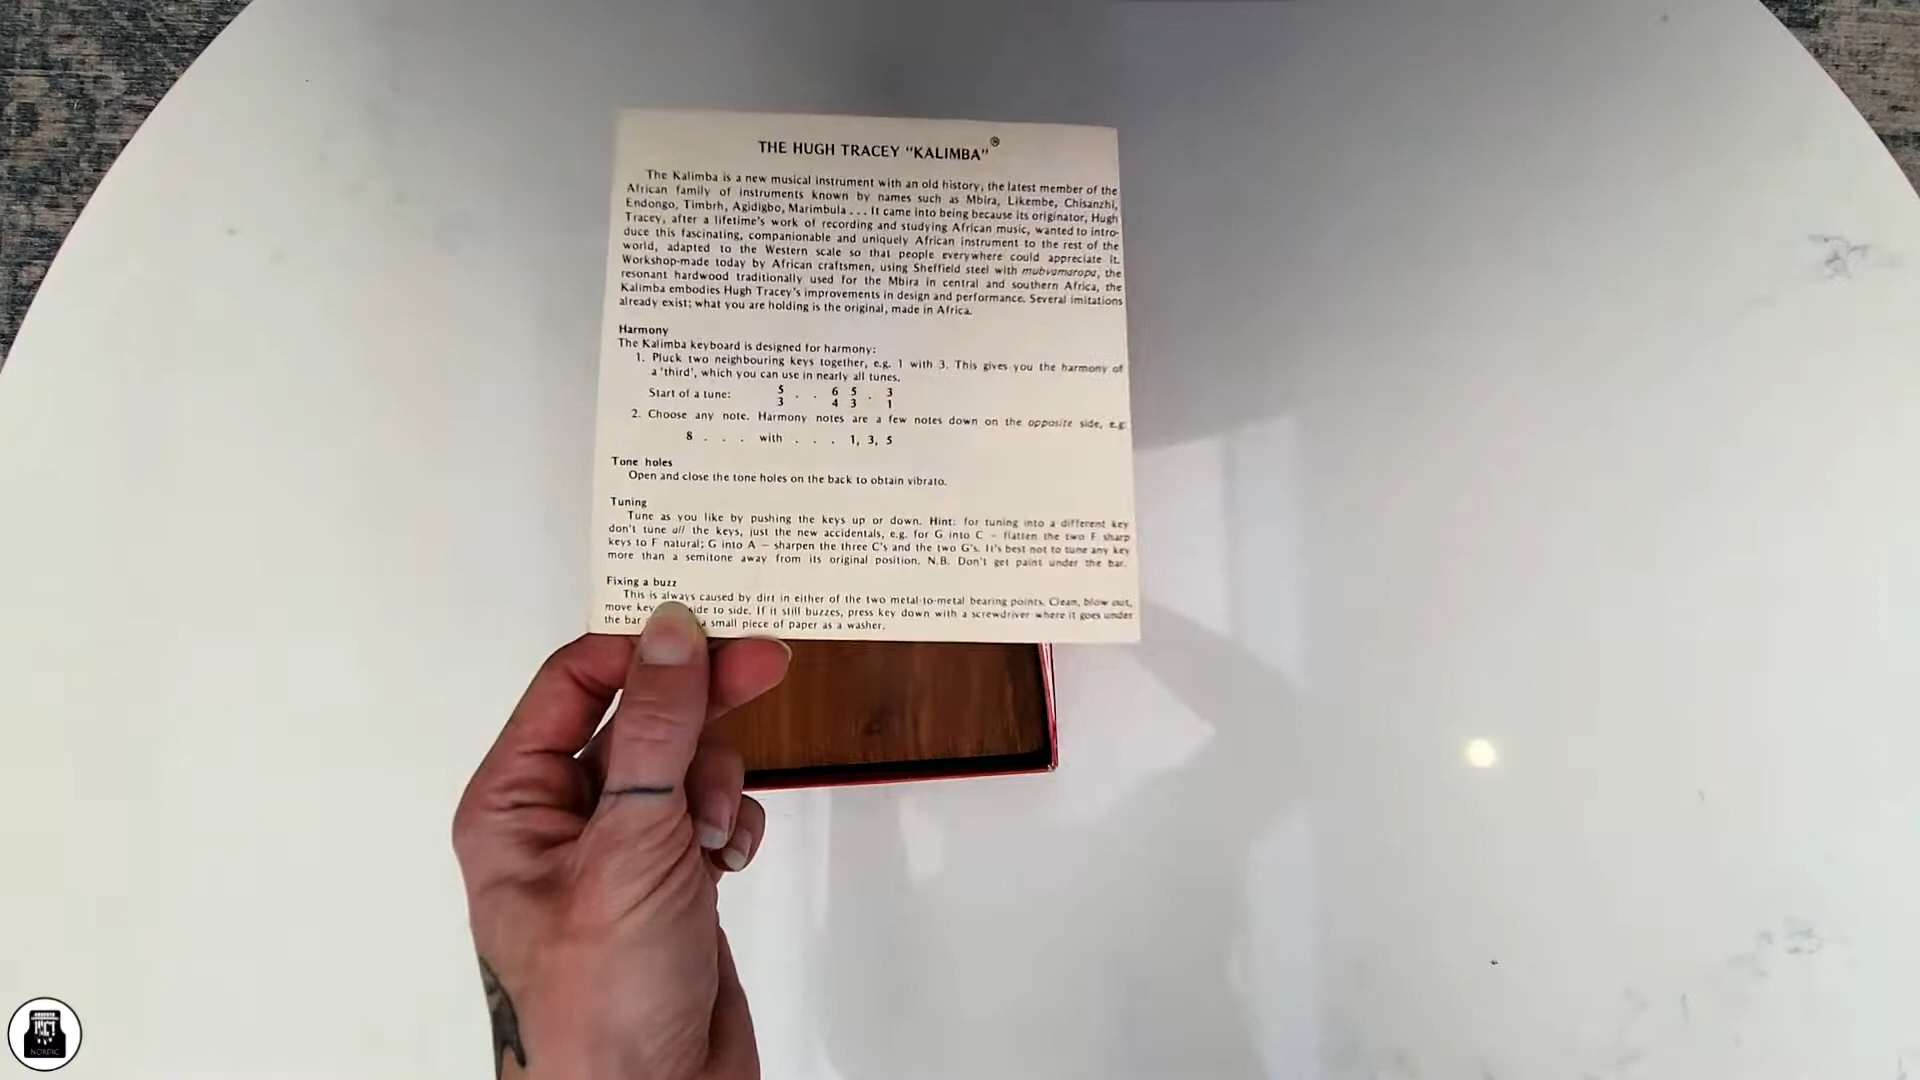 THE HUGH TRACEY "KALIMBA"®
The Kalimba is a new musical instrument with an old history, the latest member of the
African family of instruments known by names such as Mbira, Likembe, Chisanzhi,
Endongo, Timbrh, Agidigbo, Marimbula . . . It came into being because its originator, Hugh
Tracey, after a lifetime's work of recording and studying African music, wanted to intro-
duce this fascinating, companionable and uniquely African instrument to the rest of the
world, adapted to the Western scale so that people everywhere could appreciate it.
Workshop-made today by African craftsmen, using Sheffield steel with mubvamaropa, the
resonant hardwood traditionally used for the Mbira in central and southern Africa, the
Kalimba embodies Hugh Tracey's improvements in design and performance. Several imitations
already exist; what you are holding is the original, made in Africa.
Harmony
The Kalimba keyboard is designed for harmony:
1. Pluck two neighbouring keys together, e.g. 1 with 3. This gives you the harmony of
a 'third', which you can use in nearly all tunes.
5 6 5 3
Start of a tune: . . .
3 4 3 1
2. Choose any note. Harmony notes are a few notes down on the opposite side, e.g.
8 . . . with . . . 1, 3, 5
Tone holes
Open and close the tone holes on the back to obtain vibrato.
Tuning
Tune as you like by pushing the keys up or down. Hint: for tuning into a different key
don't tune all the keys, just the new accidentals, e.g. for G into C – flatten the two F sharp
keys to F natural; G into A – sharpen the three C's and the two G's. It's best not to tune any key
more than a semitone away from its original position. N.B. Don't get paint under the bar.
Fixing a buzz
This is always caused by dirt in either of the two metal-to-metal bearing points. Clean, blow out,
move key side to side. If it still buzzes, press key down with a screwdriver where it goes under
the bar a small piece of paper as a washer.
NORDIC